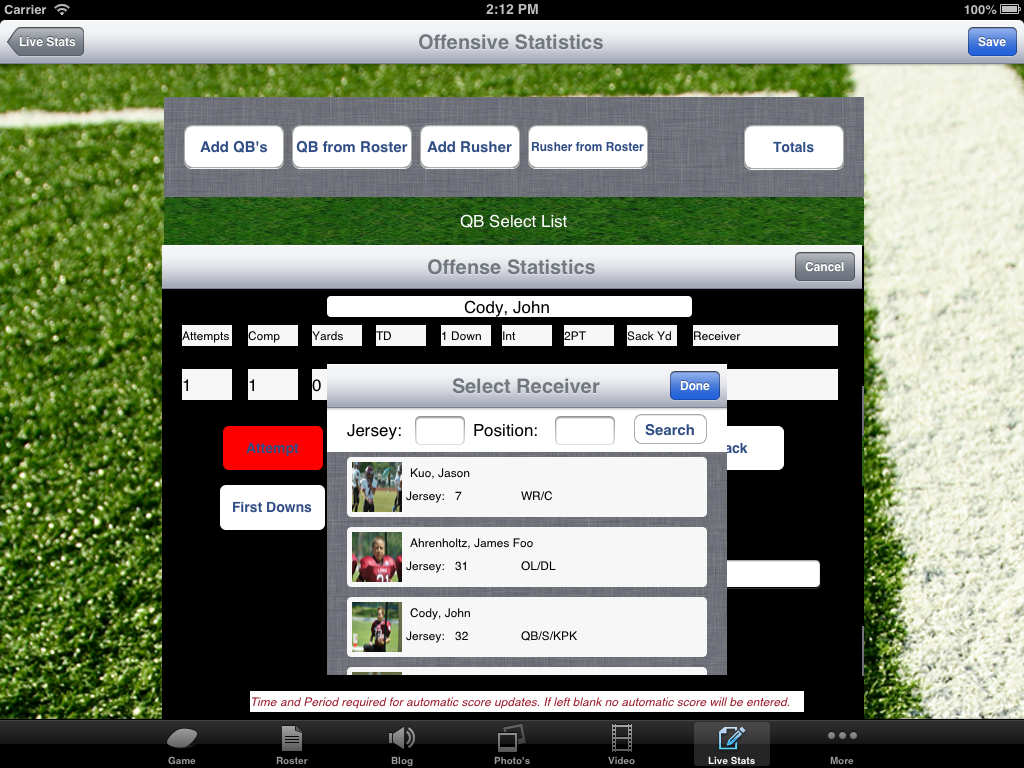 Carrier 2:12 PM 100%
Live Stats Offensive Statistics Save
Add QB's QB from Roster Add Rusher Rusher from Roster Totals
QB Select List
Offense Statistics Cancel
Cody, John
Attempts Comp Yards TD 1 Down Int 2PT Sack Yd Receiver
1 1 0
Select Receiver Done
Jersey: Position: Search
Attempt ack
First Downs
Kuo, Jason
Jersey: 7 WR/C
Ahrenholtz, James Foo
Jersey: 31 OL/DL
Cody, John
Jersey: 32 QB/S/KPK
Time and Period required for automatic score updates. If left blank no automatic score will be entered.
Game Roster Blog Photo's Video Live Stats More